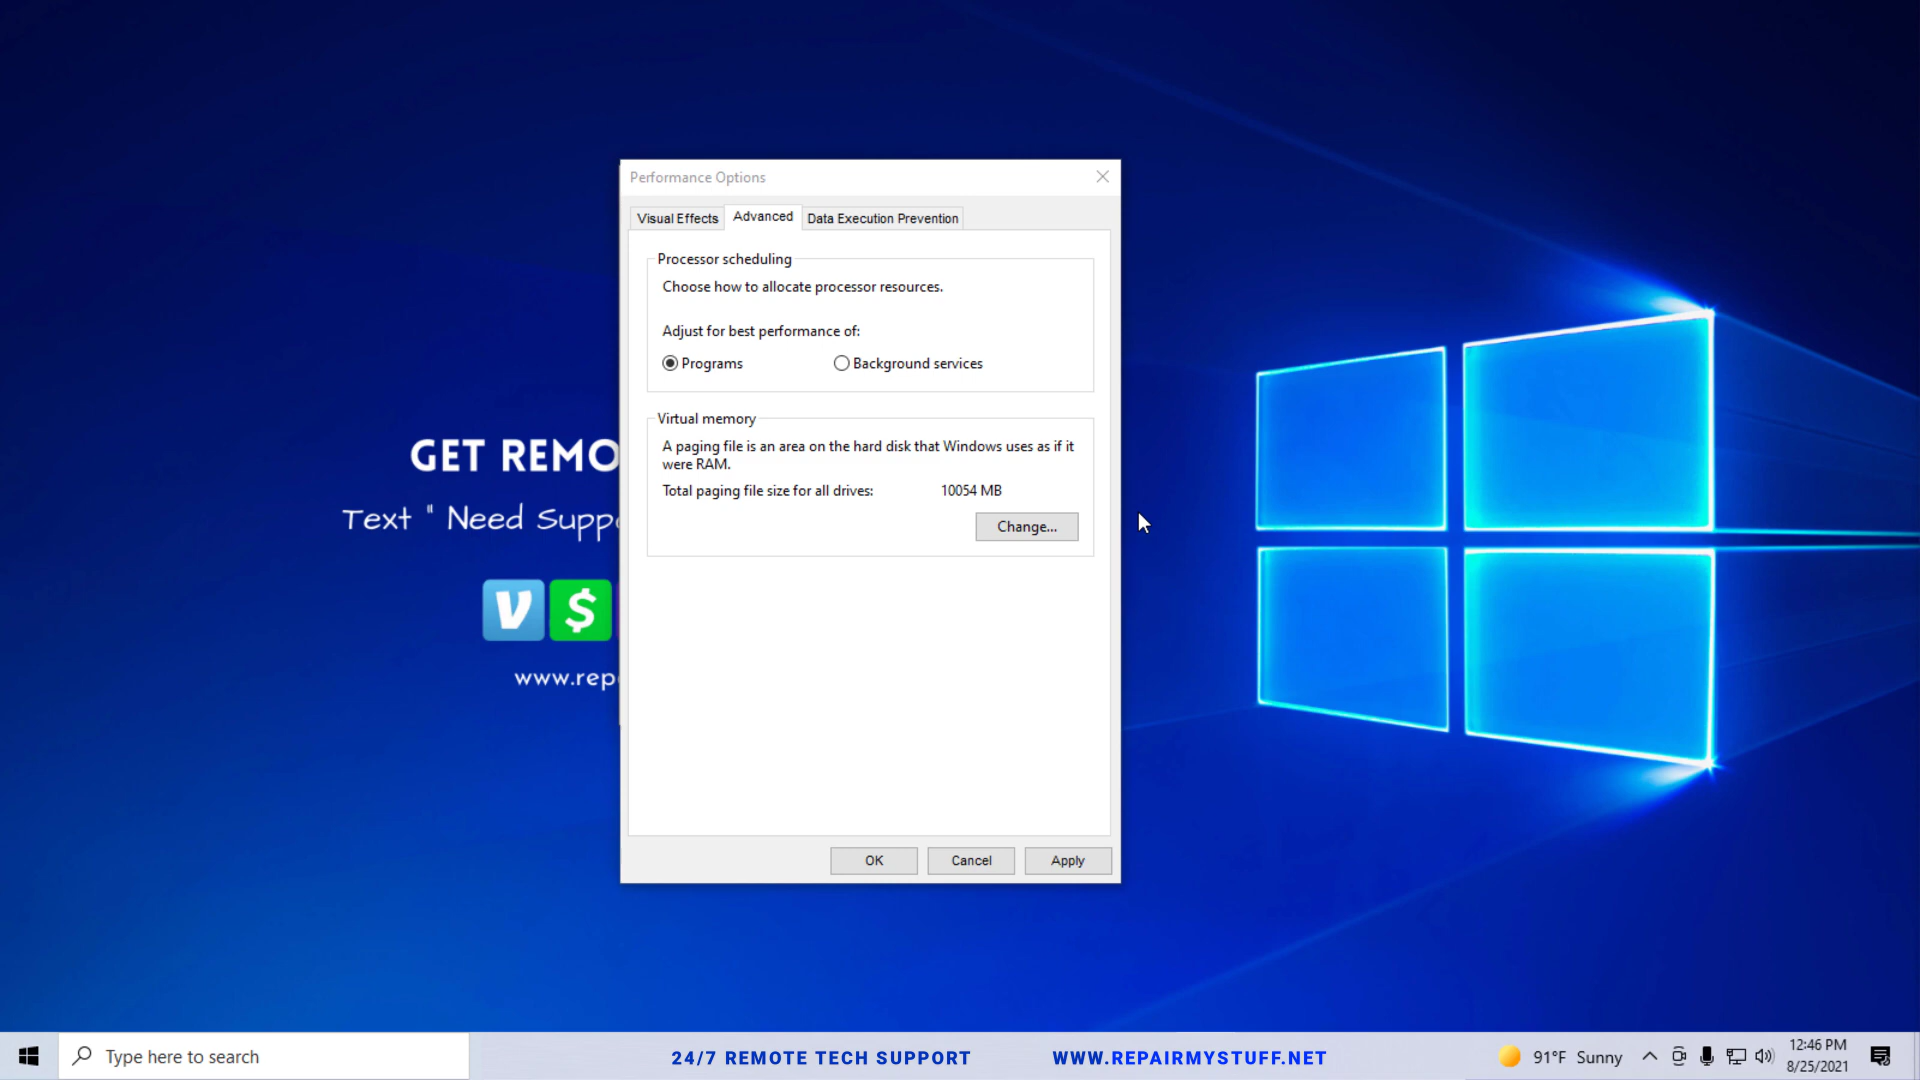 Performance Options
Visual Effects
Advanced
Data Execution Prevention
Processor scheduling
Choose how to allocate processor resources.
Adjust for best performance of:
Programs
Background services
Virtual memory
A paging file is an area on the hard disk that Windows uses as if it
were RAM.
Total paging file size for all drives: 10054 MB
Change...
OK
Cancel
Apply
GET REMO
Text " Need Supp
V
$
www.rep
Type here to search
24/7 REMOTE TECH SUPPORT
WWW.REPAIRMYSTUFF.NET
91°F Sunny
12:46 PM
8/25/2021